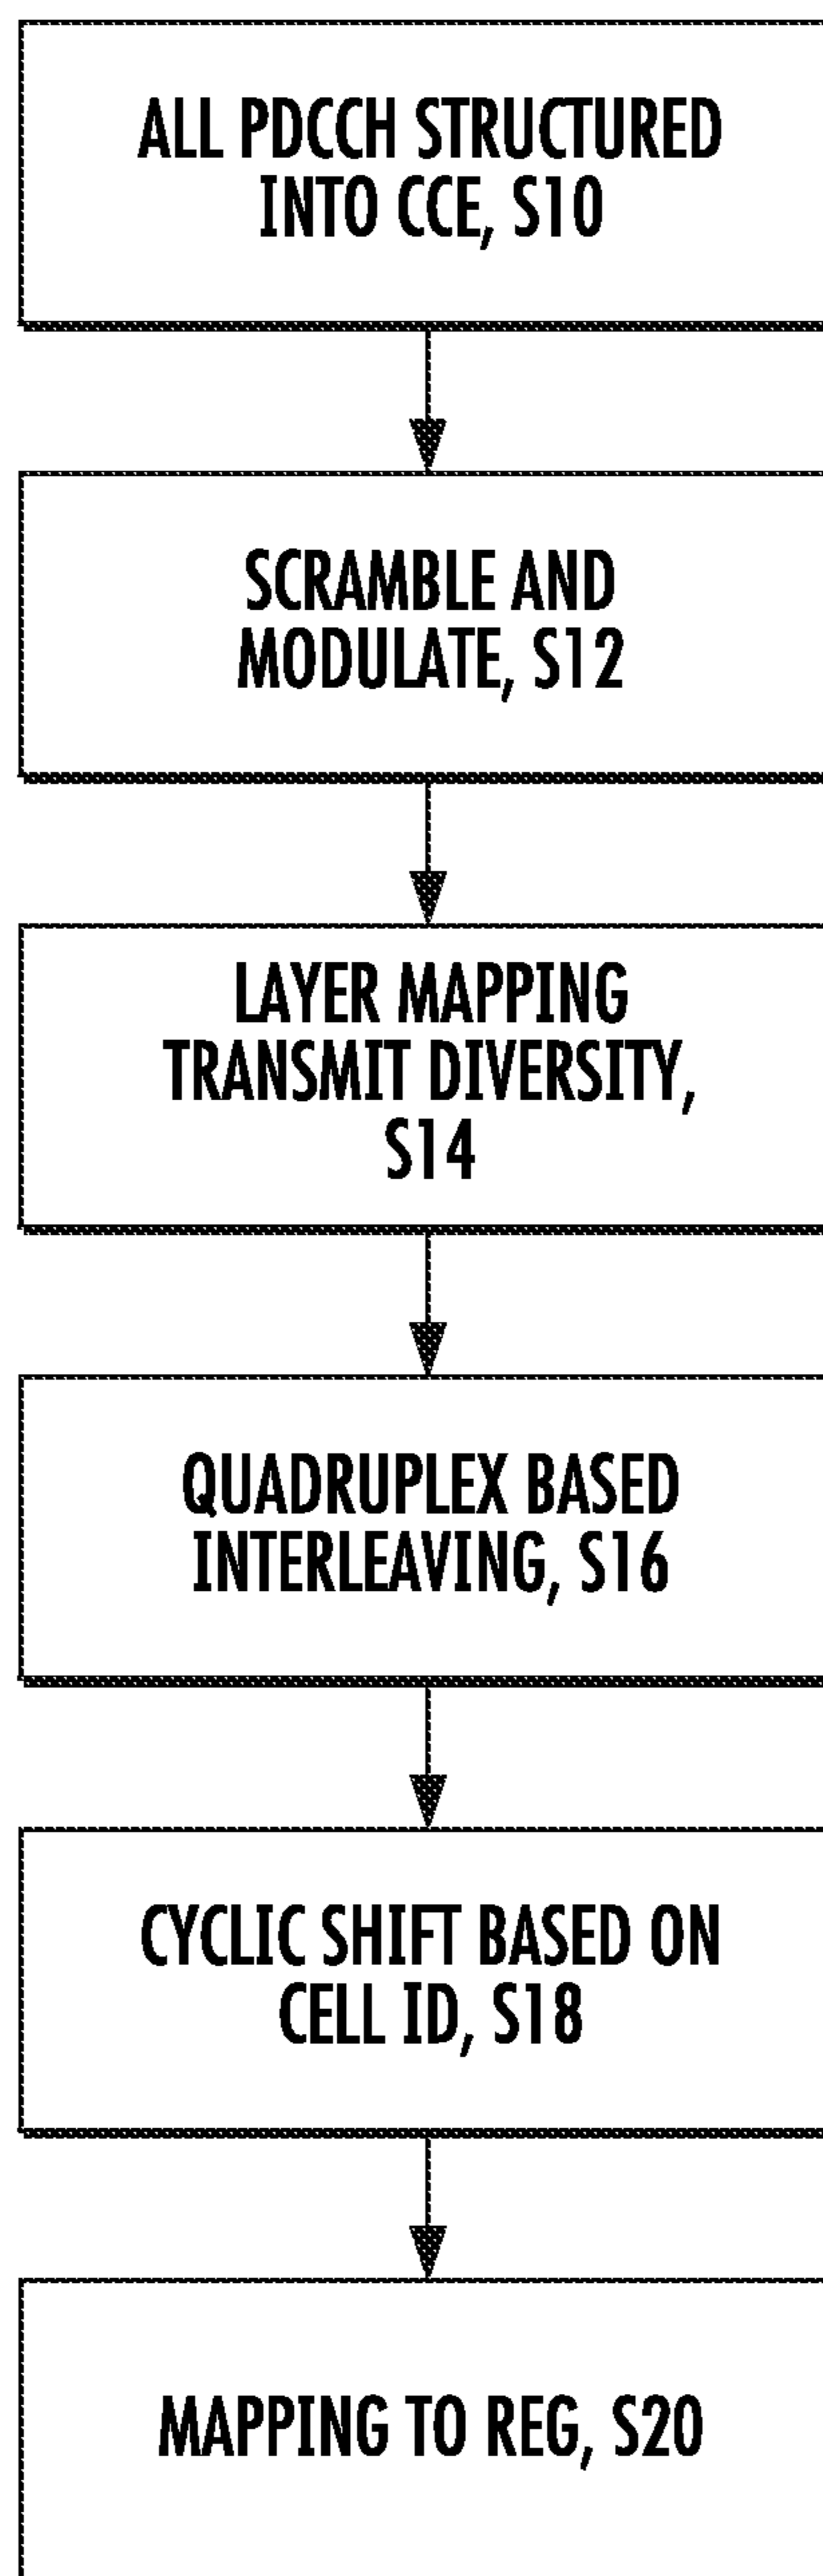 ALL PDCCH STRUCTURED
INTO CCE, S10
SCRAMBLE AND
MODULATE, S12
LAYER MAPPING
TRANSMIT DIVERSITY,
S14
QUADRUPLEX BASED
INTERLEAVING, S16
CYCLIC SHIFT BASED ON
CELL ID, S18
MAPPING TO REG, S20